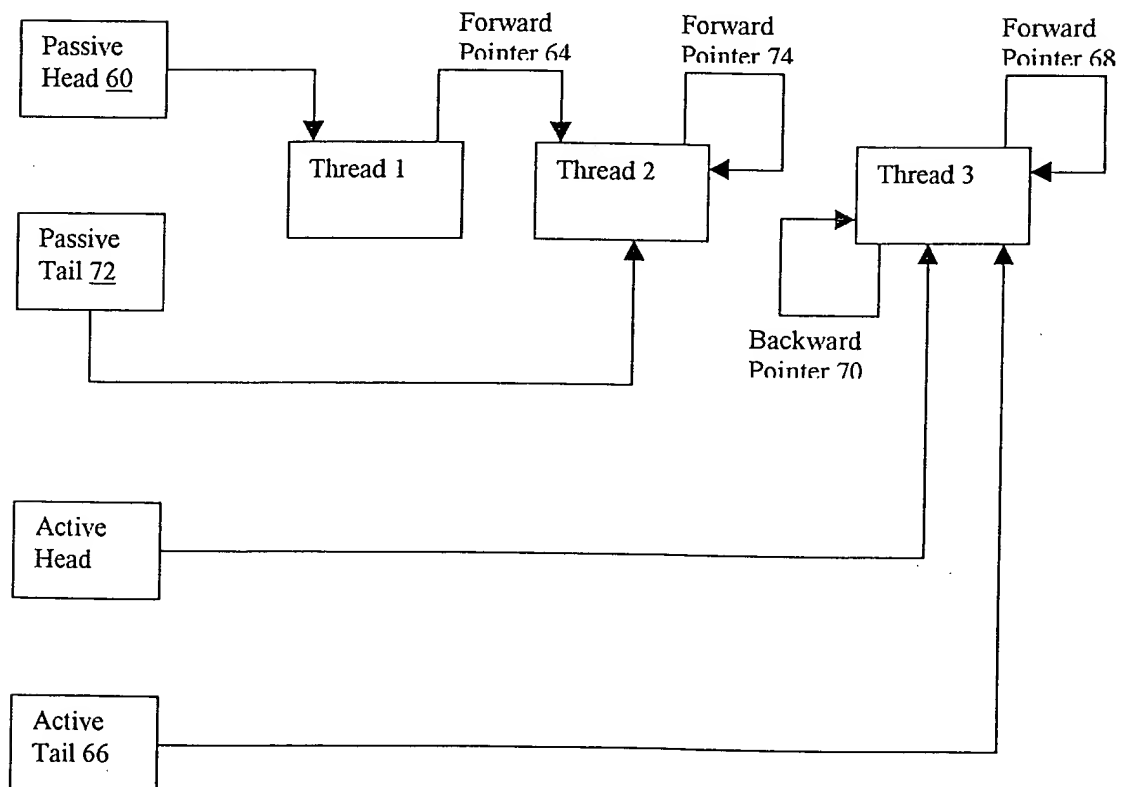 Passive
Head 60
Forward
Pointer 64
Forward
Pointer 74
Forward
Pointer 68
Thread 1
Thread 2
Thread 3
Passive
Tail 72
Backward
Pointer 70
Active
Head
Active
Tail 66